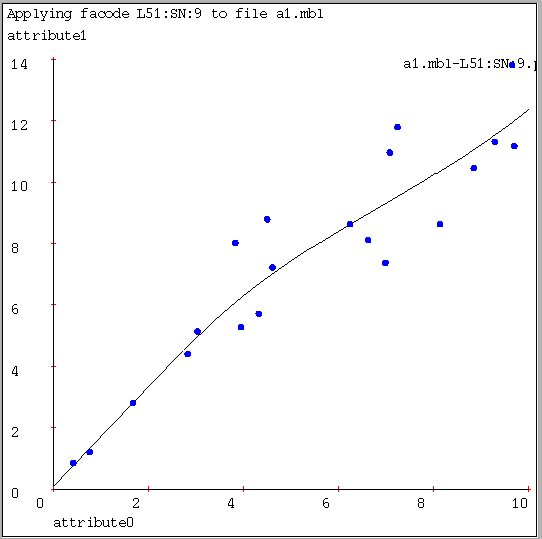 Applying facode L51:SN:9 to file a1.mbl
attribute1
a1.mbl-L51:SN:9.p
14
12
10
8
6
4
2
0
0 2 4 6 8 10
attribute0